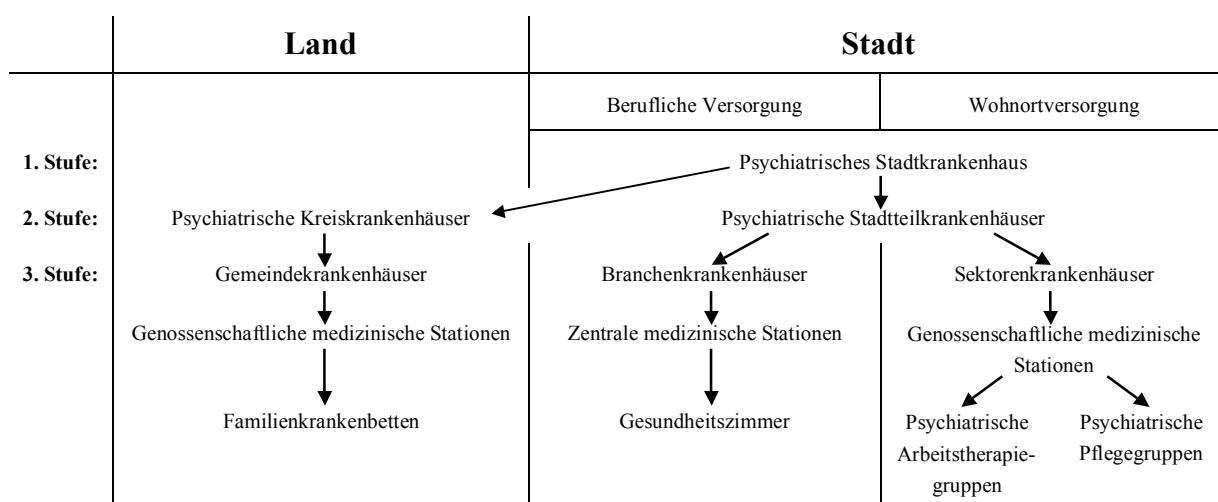 Land Stadt
Berufliche Versorgung Wohnortversorgung
1. Stufe: Psychiatrisches Stadtkrankenhaus
2. Stufe: Psychiatrische Kreiskrankenhäuser Psychiatrische Stadtteilkrankenhäuser
3. Stufe: Gemeindekrankenhäuser Branchenkrankenhäuser Sektorenkrankenhäuser
Genossenschaftliche medizinische Stationen Zentrale medizinische Stationen Genossenschaftliche medizinische
Stationen
Familienkrankenbetten Gesundheitszimmer Psychiatrische Psychiatrische
Arbeitstherapie- Pflegegruppen
gruppen